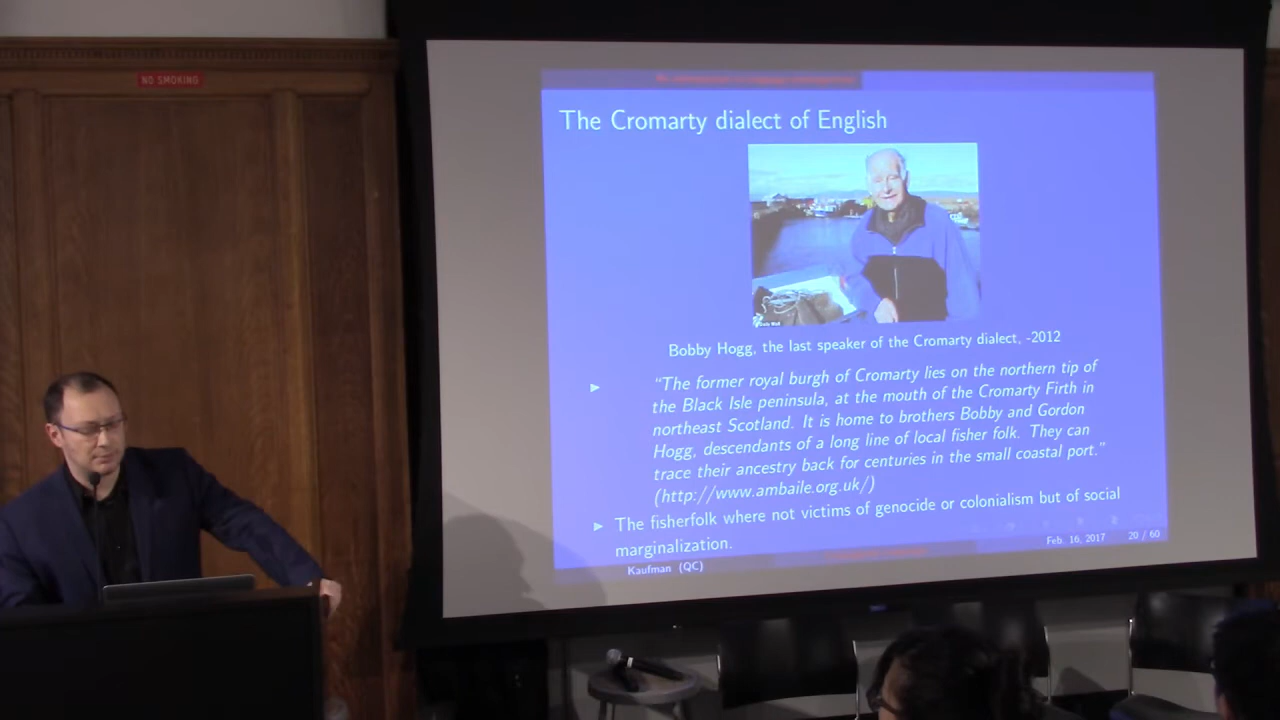 NO SMOKING
The Cromarty dialect of English
Daily Mail
Bobby Hogg, the last speaker of the Cromarty dialect, -2012
► "The former royal burgh of Cromarty lies on the northern tip of
the Black Isle peninsula, at the mouth of the Cromarty Firth in
northeast Scotland. It is home to brothers Bobby and Gordon
Hogg, descendants of a long line of local fisher folk. They can
trace their ancestry back for centuries in the small coastal port."
(http://www.ambaile.org.uk/)
► The fisherfolk where not victims of genocide or colonialism but of social
marginalization.
Kaufman (QC)
Feb. 16, 2017 20 / 60